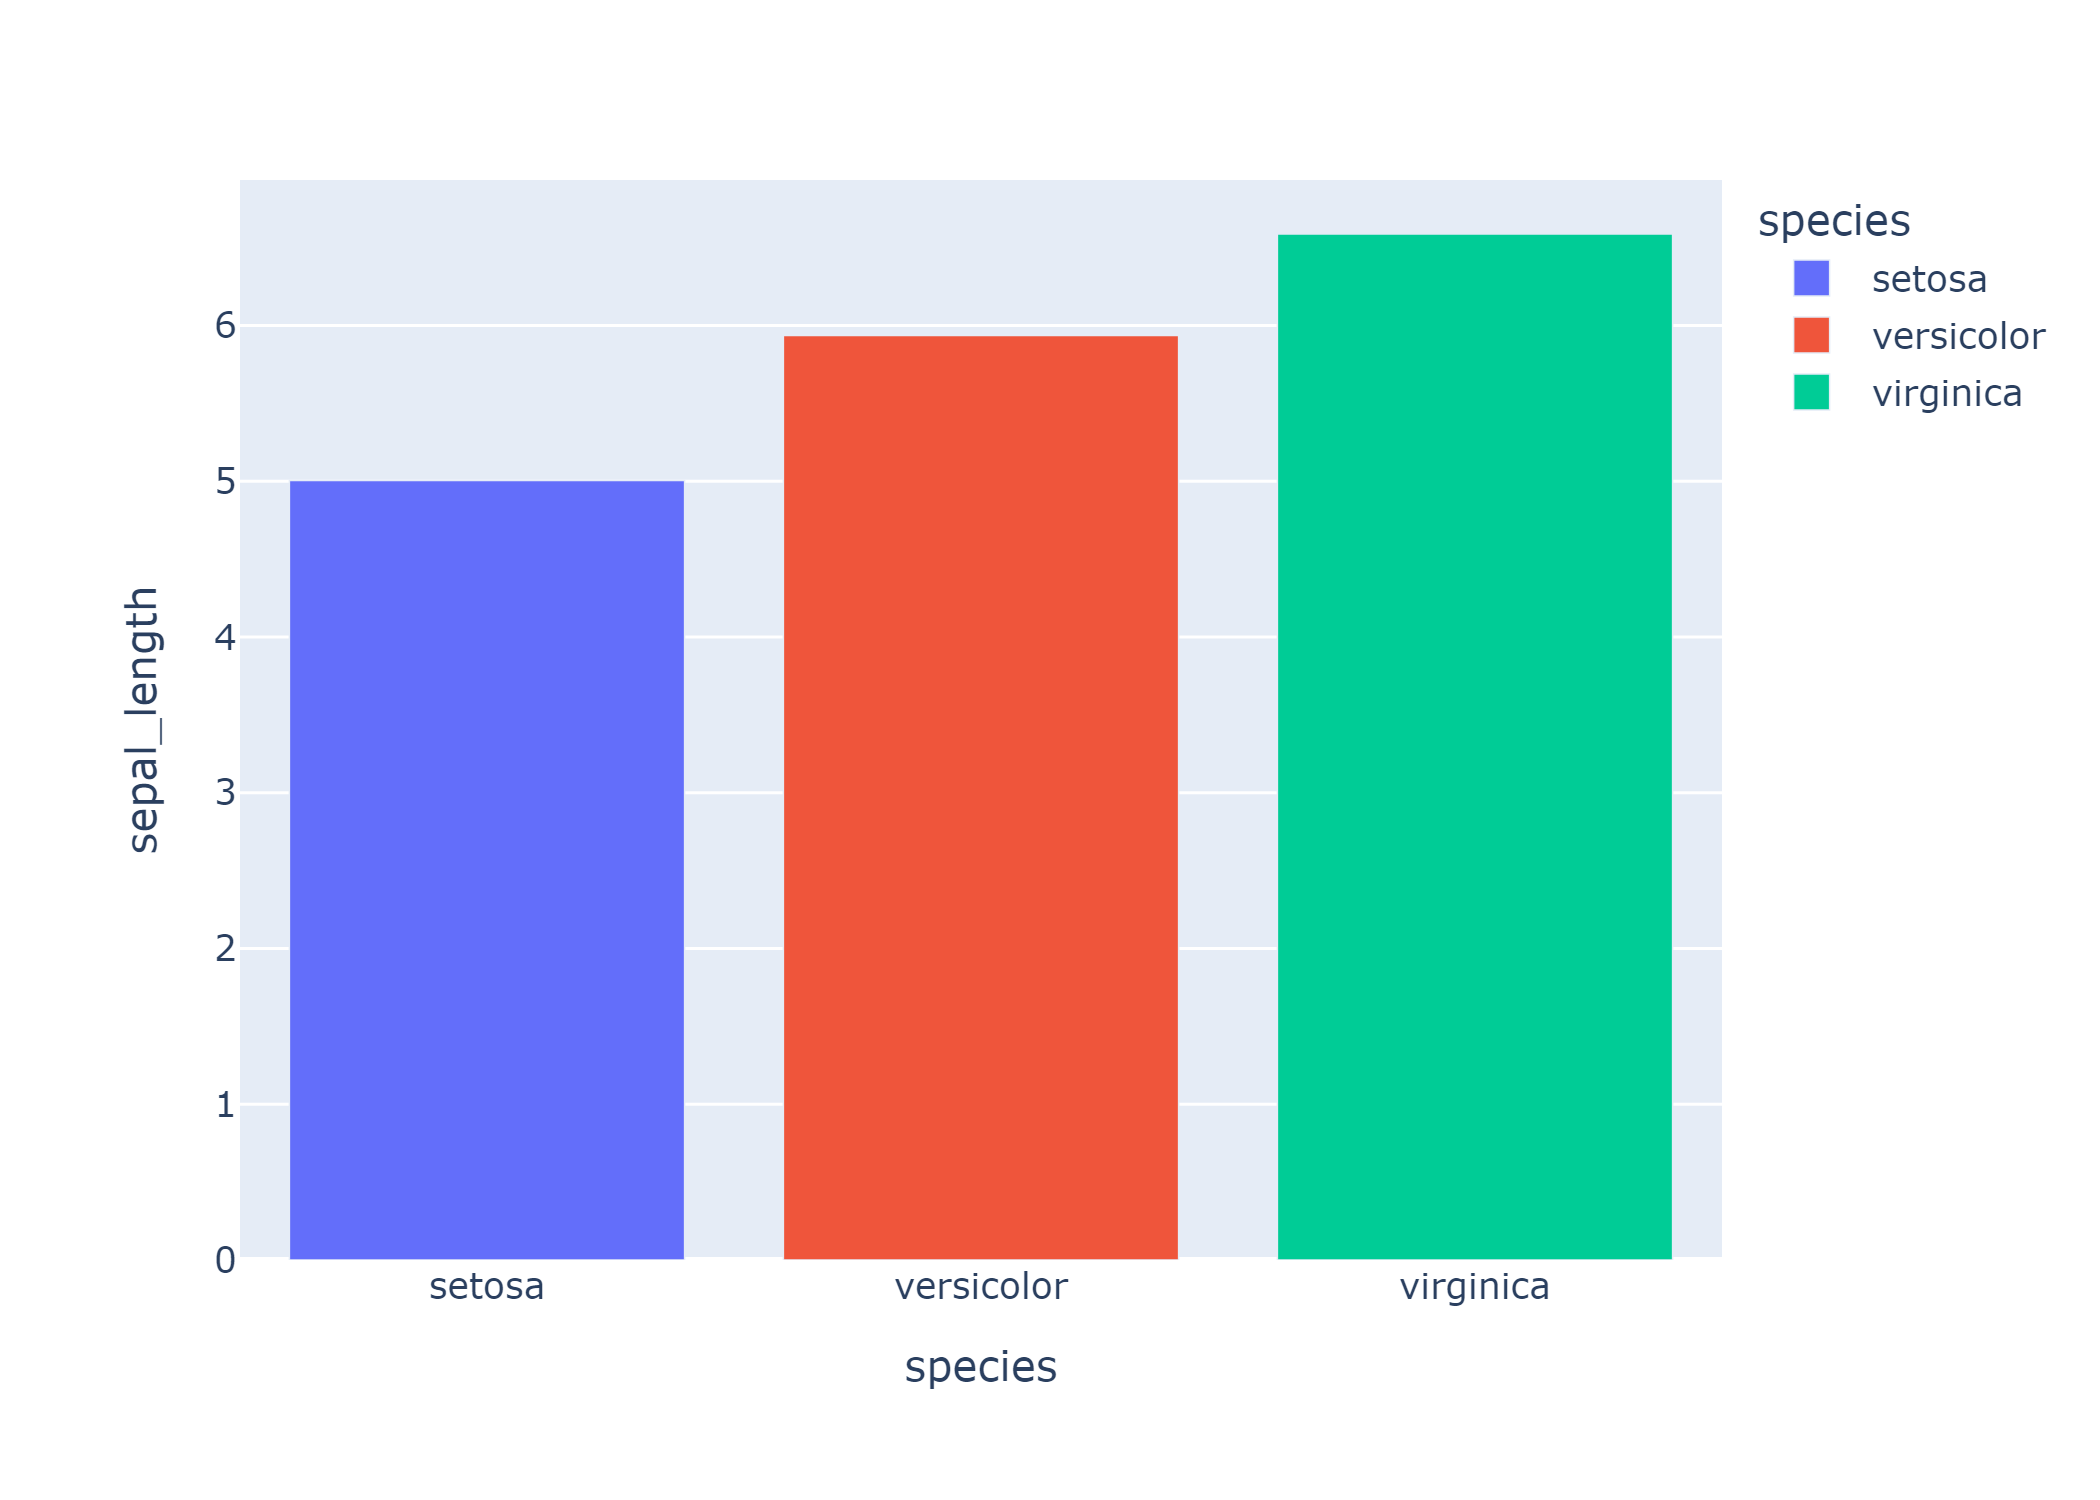 species
setosa
versicolor
virginica
6
5
4
3
2
1
0
sepal_length
setosa versicolor virginica
species